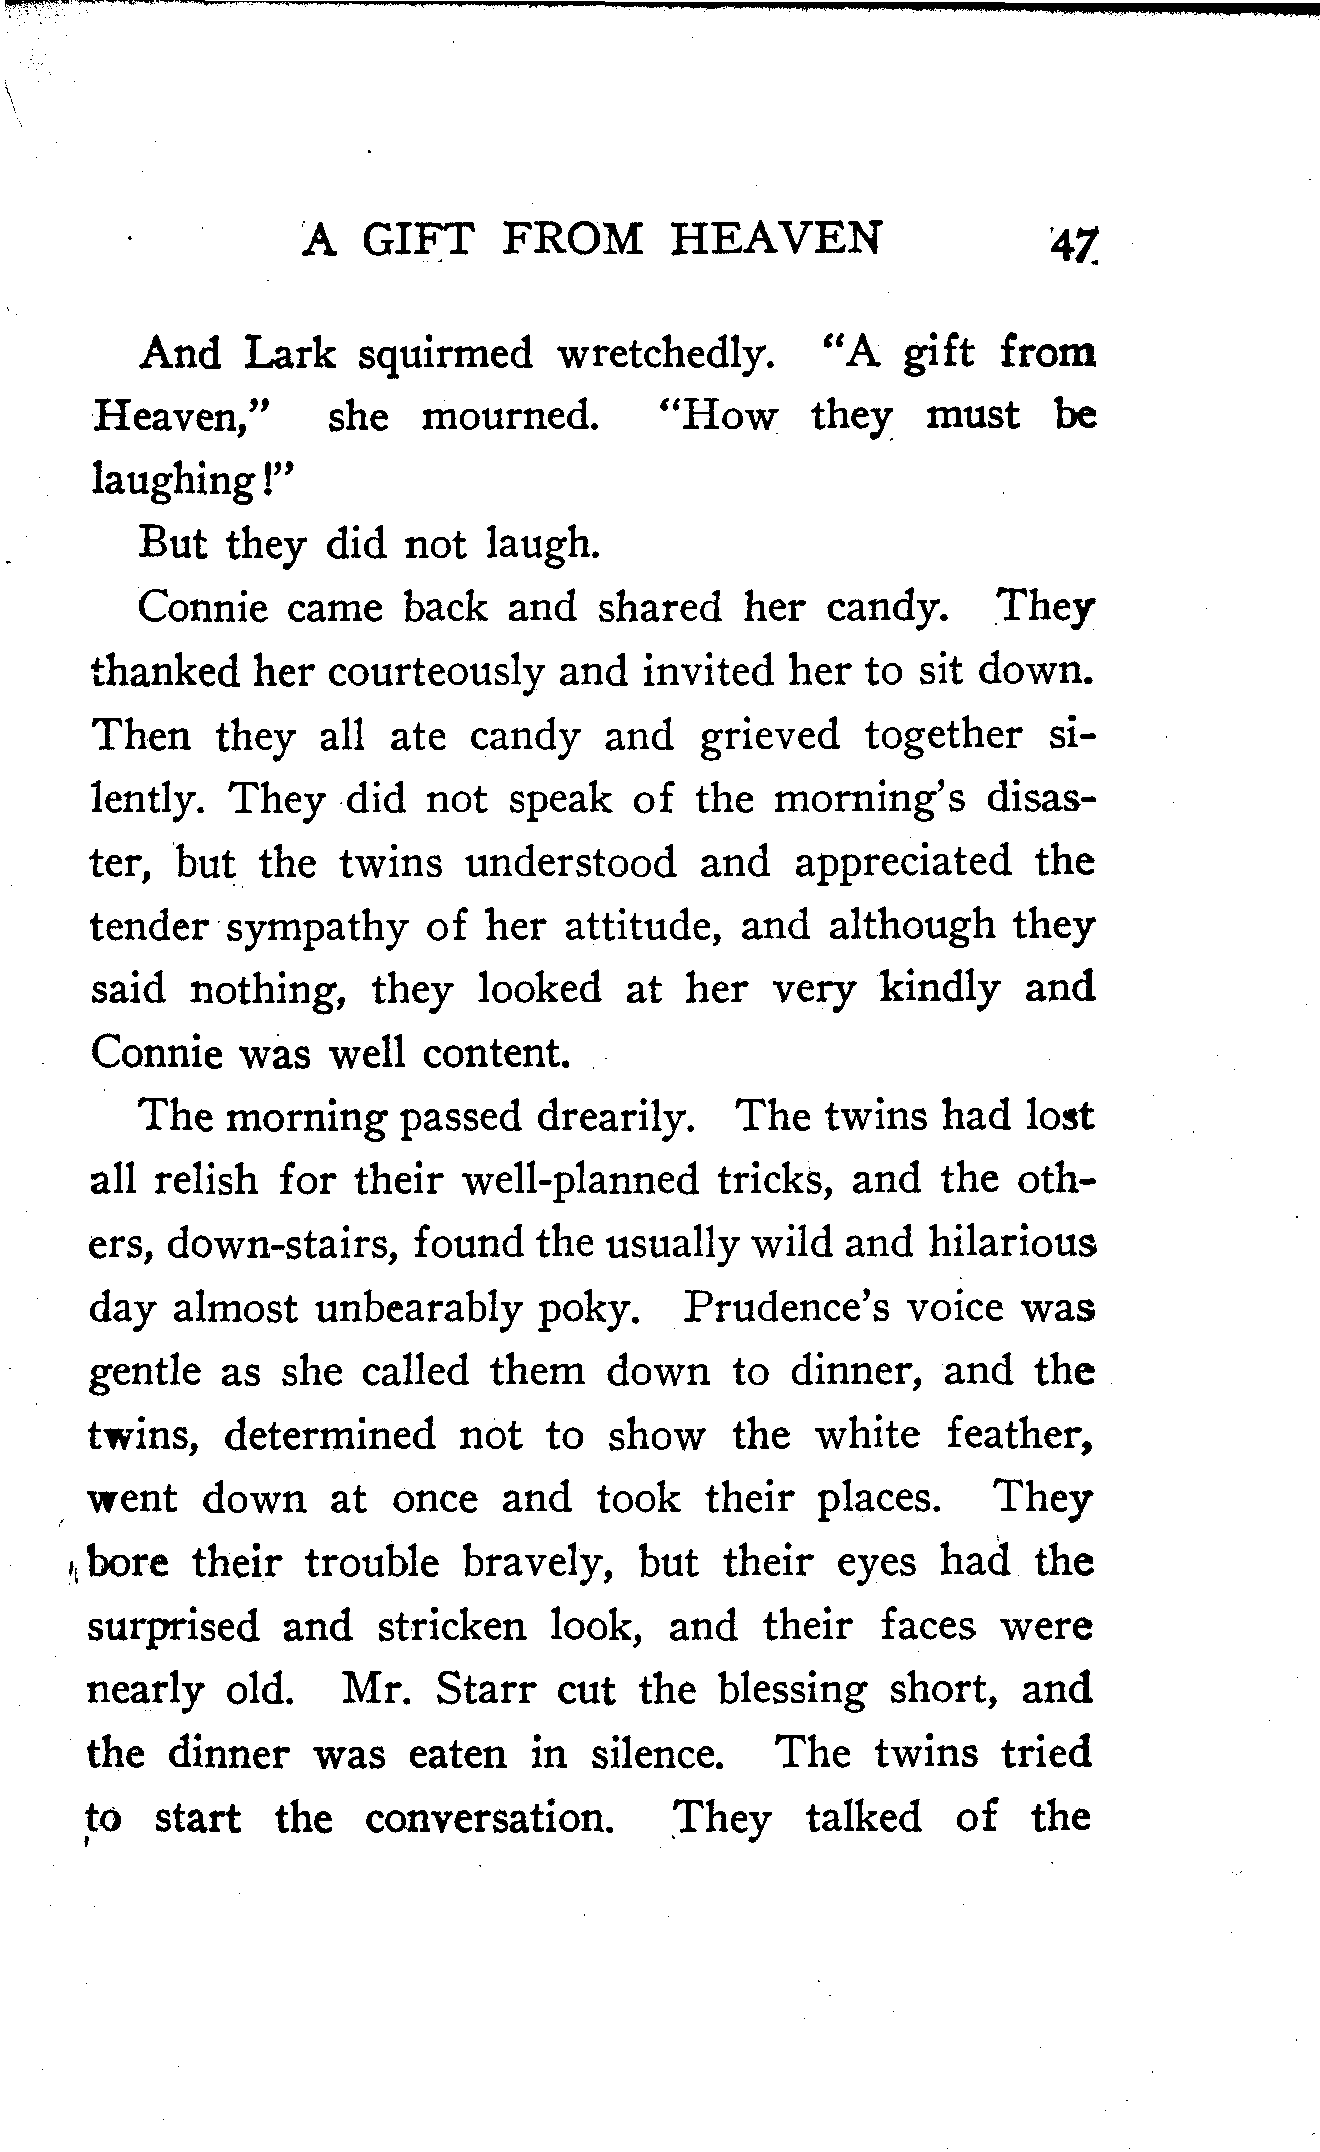 A GIFT FROM HEAVEN 47
And Lark squirmed wretchedly. "A gift from
Heaven," she mourned. "How they must be
laughing!"
But they did not laugh.
Connie came back and shared her candy. They
thanked her courteously and invited her to sit down.
Then they all ate candy and grieved together si-
lently. They did not speak of the morning's disas-
ter, but the twins understood and appreciated the
tender sympathy of her attitude, and although they
said nothing, they looked at her very kindly and
Connie was well content.
The morning passed drearily. The twins had lost
all relish for their well-planned tricks, and the oth-
ers, down-stairs, found the usually wild and hilarious
day almost unbearably poky. Prudence's voice was
gentle as she called them down to dinner, and the
twins, determined not to show the white feather,
went down at once and took their places. They
bore their trouble bravely, but their eyes had the
surprised and stricken look, and their faces were
nearly old. Mr. Starr cut the blessing short, and
the dinner was eaten in silence. The twins tried
to start the conversation. They talked of the